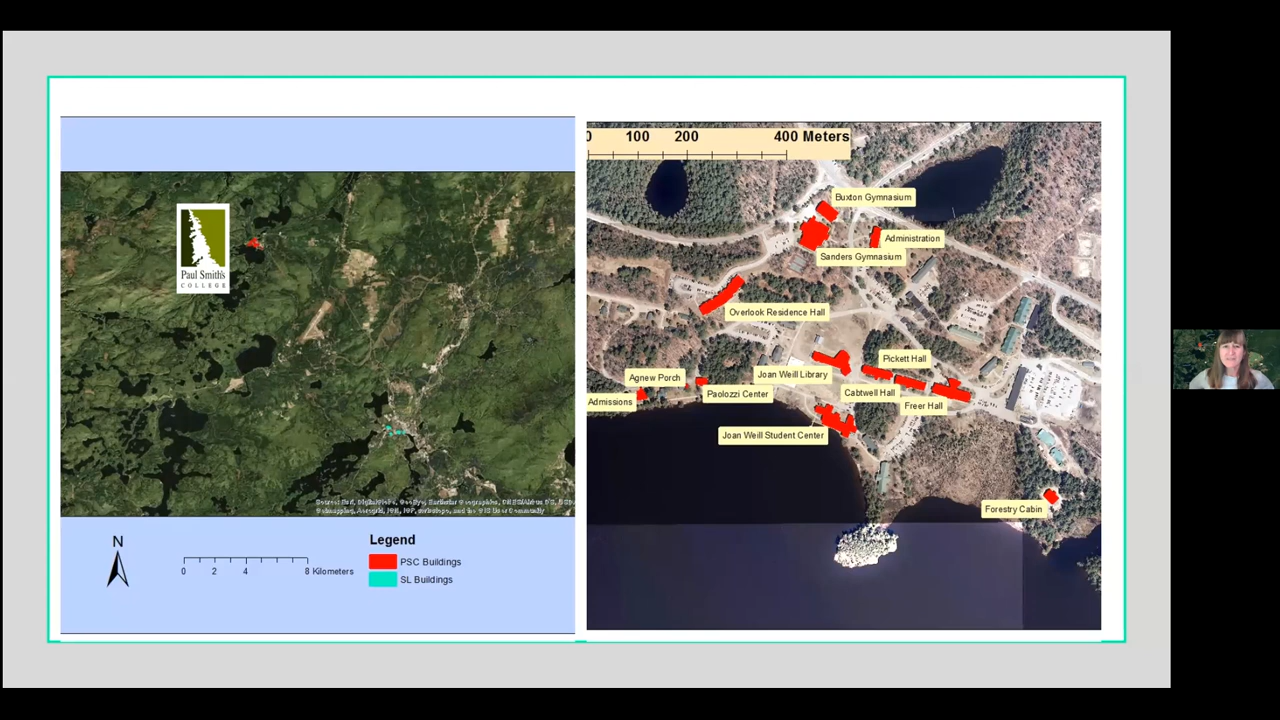 Paul Smith's
COLLEGE
N
0 2 4 8 Kilometers
Legend
PSC Buildings
SL Buildings
0 100 200 400 Meters
Buxton Gymnasium
Administration
Sanders Gymnasium
Overlook Residence Hall
Pickett Hall
Joan Weill Library
Agnew Porch
Cabtwell Hall
Paolozzi Center
Admissions
Freer Hall
Joan Weill Student Center
Forestry Cabin